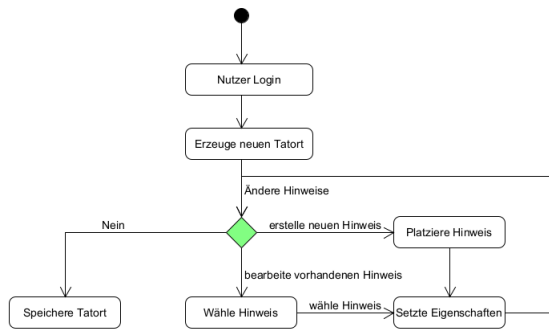 Nutzer Login
Erzeuge neuen Tatort
Ändere Hinweise
Nein
erstelle neuen Hinweis
Platziere Hinweis
bearbeite vorhandenen Hinweis
Speichere Tatort
Wähle Hinweis
wähle Hinweis
Setzte Eigenschaften